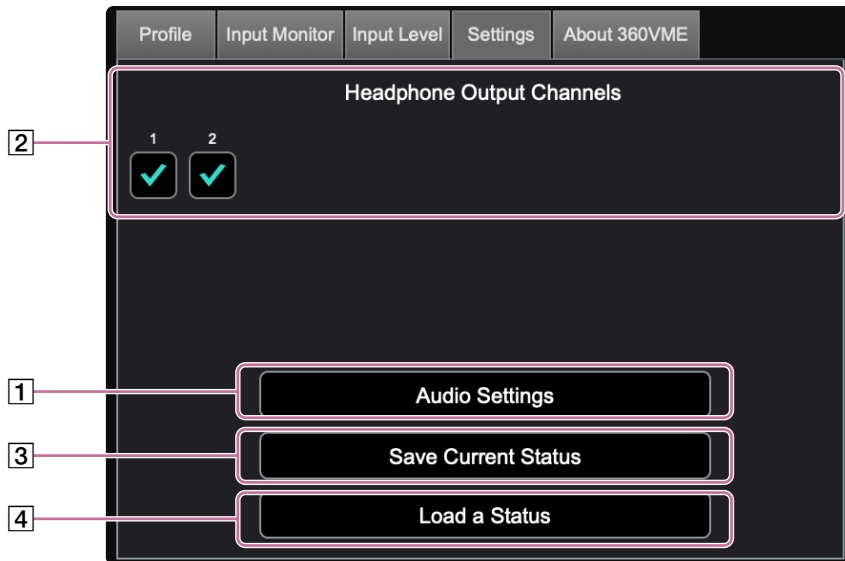 Profile Input Monitor Input Level Settings About 360VME
Headphone Output Channels
2
1 2
1
Audio Settings
3
Save Current Status
4
Load a Status